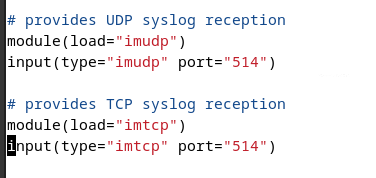 # provides UDP syslog reception
module(load="imudp")
input(type="imudp" port="514")
# provides TCP syslog reception
module(load="imtcp")
input(type="imtcp" port="514")